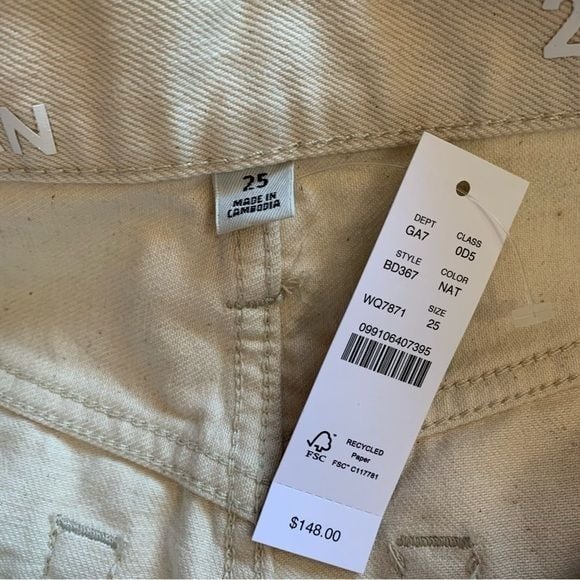 N
2
25
MADE IN
CAMBODIA
DEPT CLASS
GA7 0D5
STYLE COLOR
BD367 NAT
WQ7871 SIZE
25
099106407395
FSC
RECYCLED
Paper
FSC® C117781
$148.00